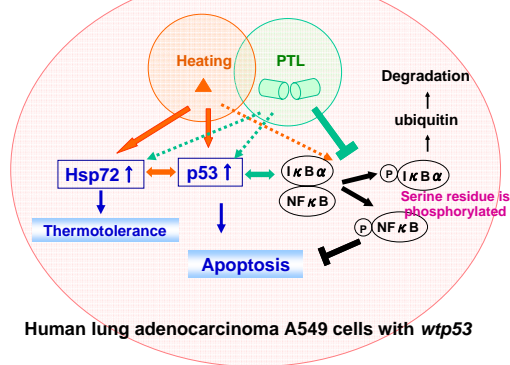 Heating
PTL
Degradation
ubiquitin
Hsp72↑
p53↑
IκBα
NFκB
P
IκBα
Serine residue is
phosphorylated
P
NFκB
Thermotolerance
Apoptosis
Human lung adenocarcinoma A549 cells with wtp53